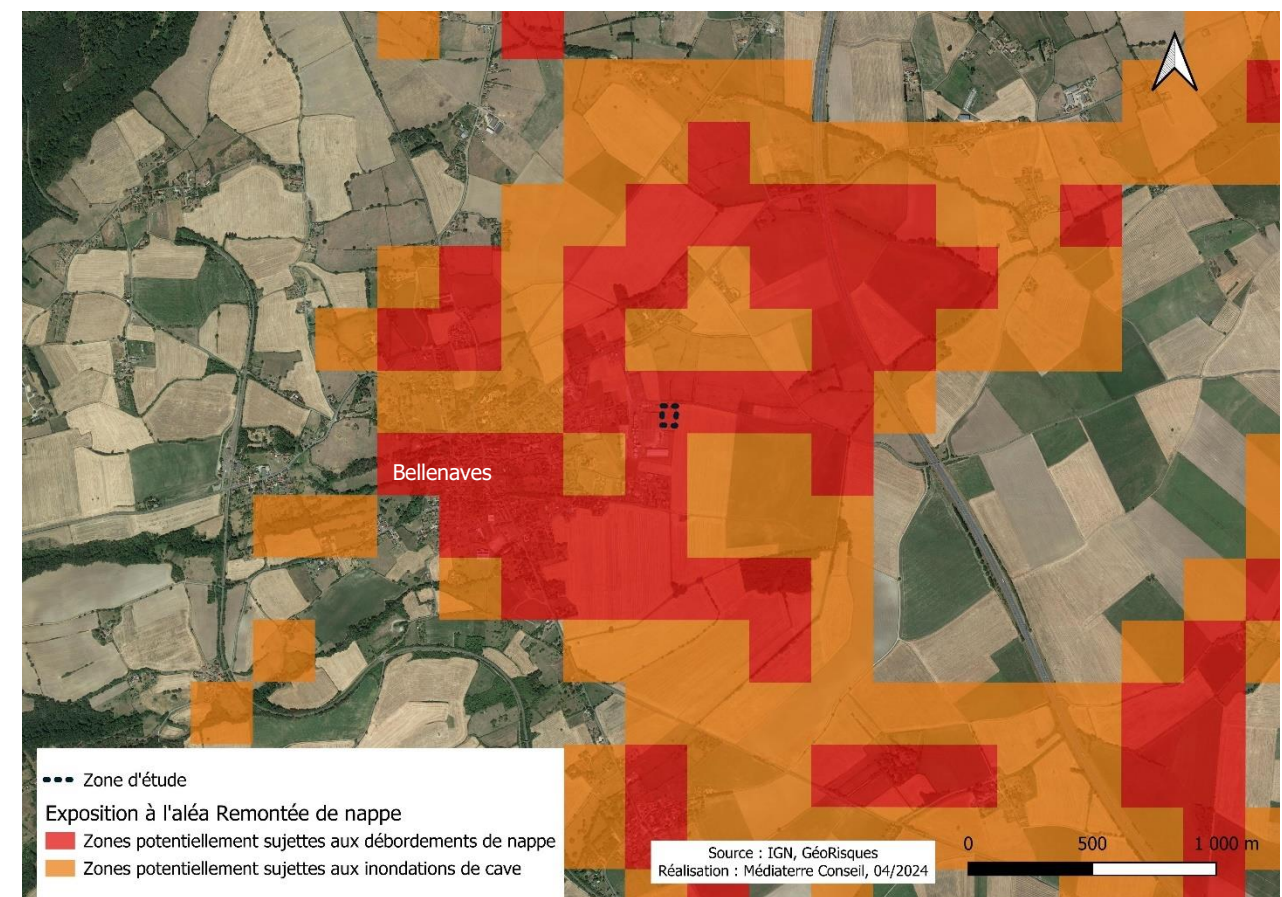 Bellenaves
Zone d'étude
Exposition à l'aléa Remontée de nappe
Zones potentiellement sujettes aux débordements de nappe
Zones potentiellement sujettes aux inondations de cave
Source : IGN, GéoRisques
Réalisation : Médiaterre Conseil, 04/2024
0 500 1 000 m